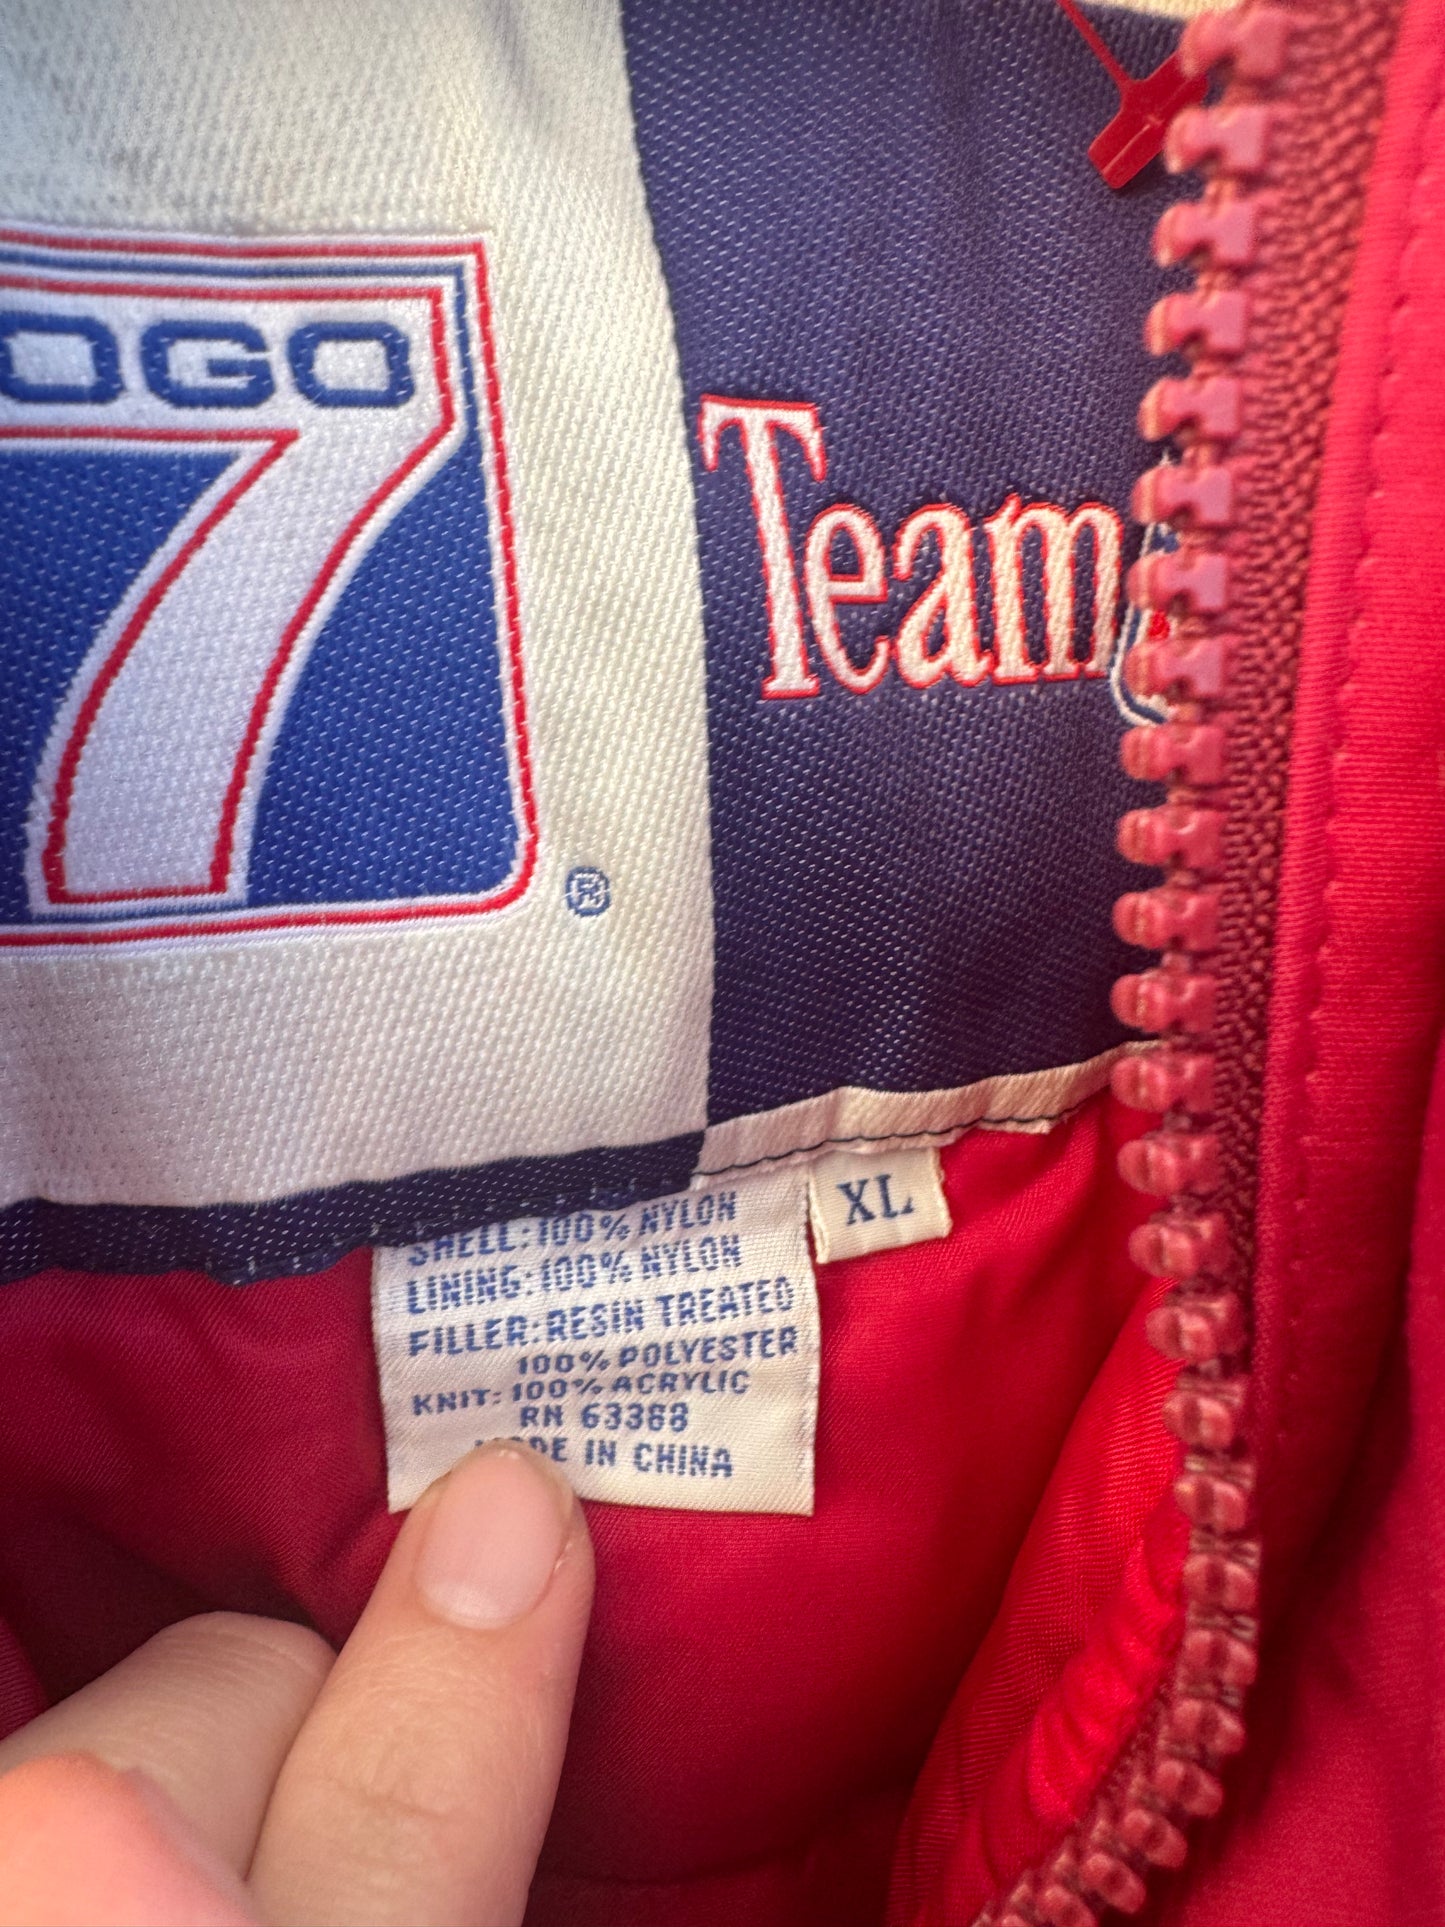 OGO
7
®
Team
XL
SHELL:100% NYLON
LINING:100% NYLON
FILLER:RESIN TREATED
100% POLYESTER
KNIT:100% ACRYLIC
RN 63368
MADE IN CHINA